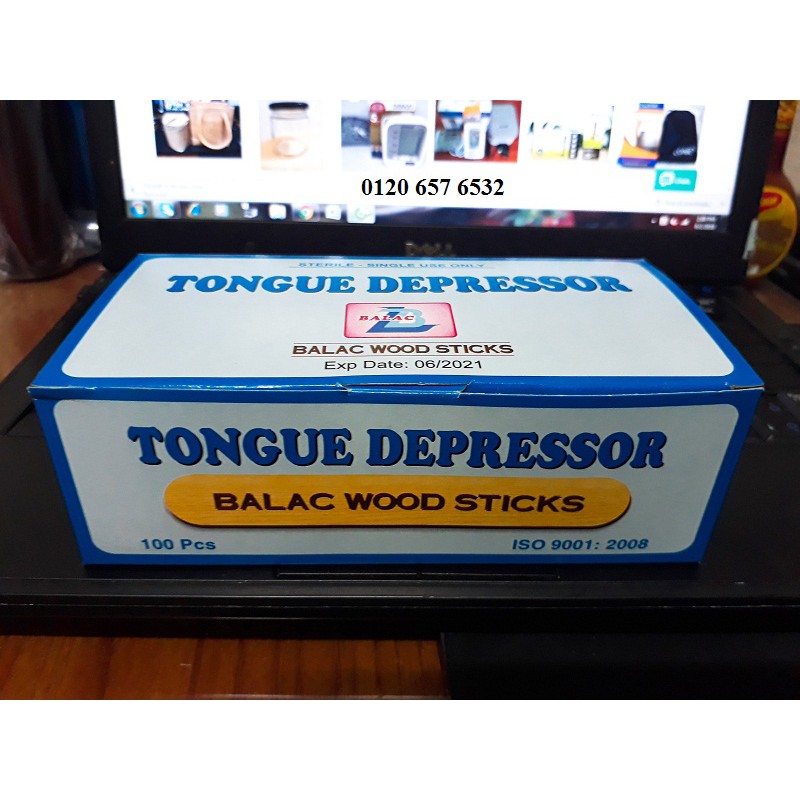 0120 657 6532
DELL
STERILE - SINGLE USE ONLY
TONGUE DEPRESSOR
BALAC
BALAC WOOD STICKS
Exp Date: 06/2021
TONGUE DEPRESSOR
BALAC WOOD STICKS
100 Pcs
ISO 9001: 2008